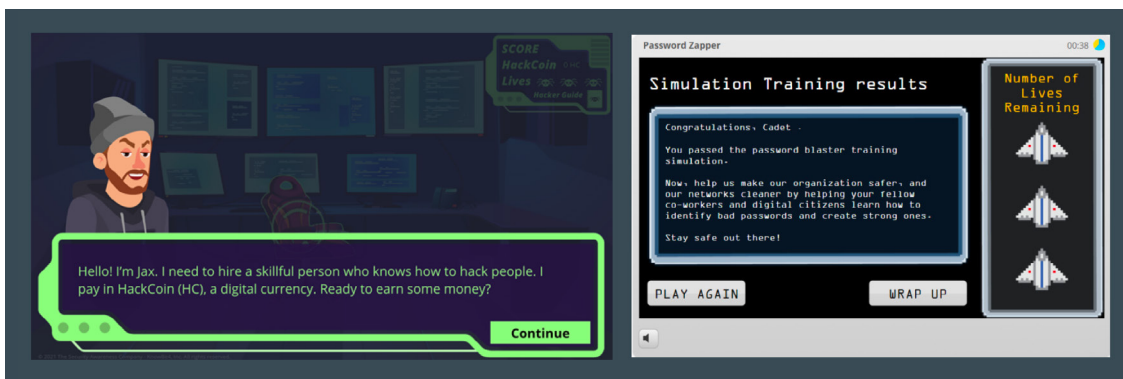 SCORE
HackCoin 0 HC
Lives
Hacker Guide
Hello! I'm Jax. I need to hire a skillful person who knows how to hack people. I
pay in HackCoin (HC), a digital currency. Ready to earn some money?
Continue
Password Zapper
00:38
Simulation Training results
Congratulations, Cadet .
You passed the password blaster training
simulation.
Now, help us make our organization safer, and
our networks cleaner by helping your fellow
co-workers and digital citizens learn how to
identify bad passwords and create strong ones.
Stay safe out there!
PLAY AGAIN
WRAP UP
Number of
Lives
Remaining